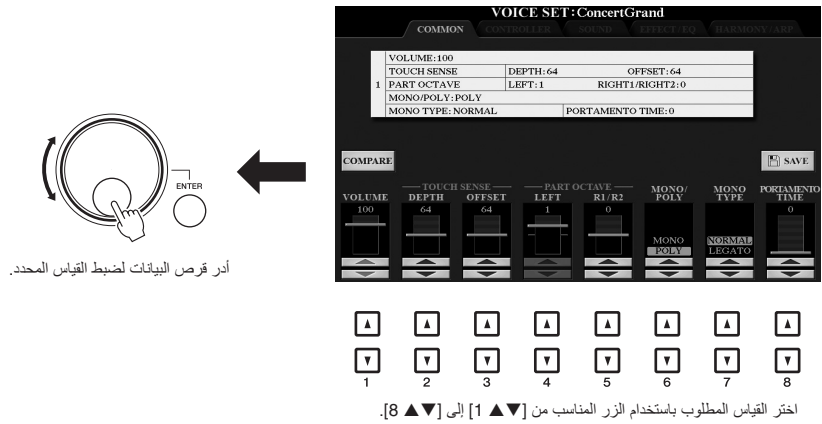 VOICE SET:ConcertGrand
COMMON CONTROLLER SOUND EFFECT/EQ HARMONY/ARP
VOLUME:100
TOUCH SENSE DEPTH:64 OFFSET:64
1 PART OCTAVE LEFT:1 RIGHT1/RIGHT2:0
MONO/POLY:POLY
MONO TYPE:NORMAL PORTAMENTO TIME:0
COMPARE
SAVE
TOUCH SENSE PART OCTAVE
VOLUME DEPTH OFFSET LEFT R1/R2 MONO/POLY MONO TYPE PORTAMENTO TIME
100 64 64 1 0 0
MONO NORMAL
POLY LEGATO
ENTER
أدر قرص البيانات لضبط القياس المحدد.
1 2 3 4 5 6 7 8
اختر القياس المطلوب باستخدام الزر المناسب من [1 ▲▼] إلى [8 ▲▼].